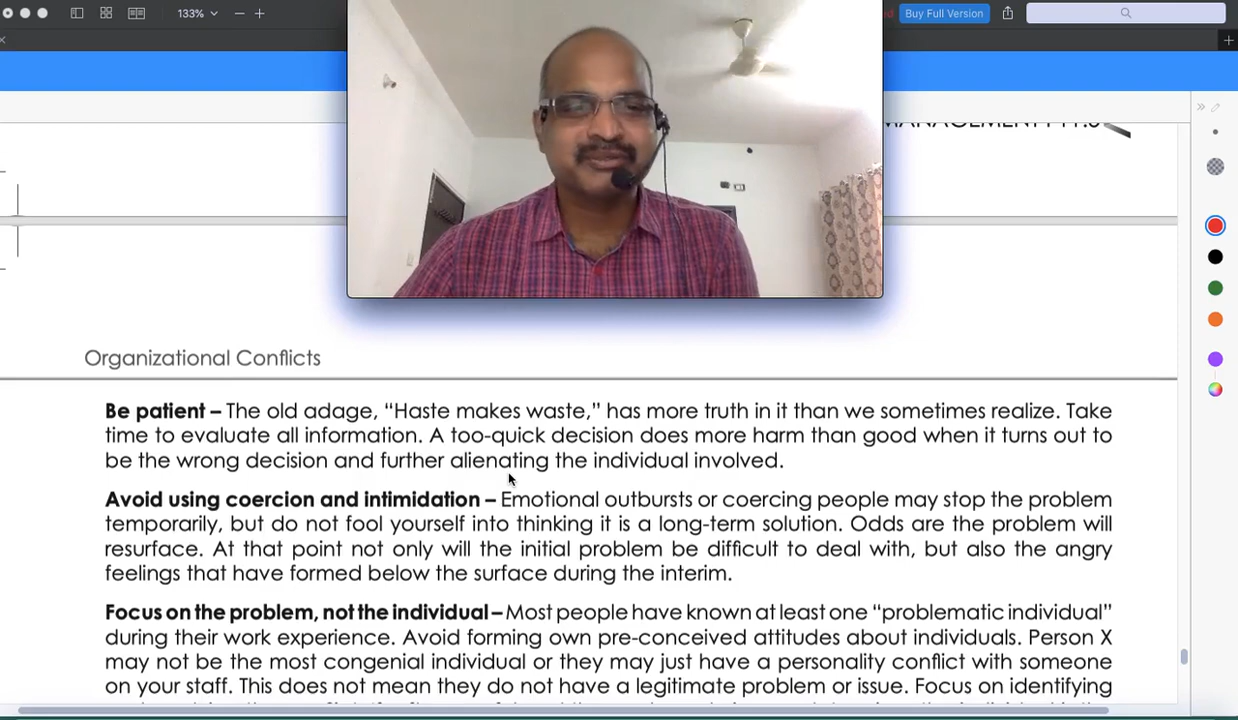 133%
Buy Full Version
Organizational Conflicts
Be patient – The old adage, “Haste makes waste,” has more truth in it than we sometimes realize. Take
time to evaluate all information. A too-quick decision does more harm than good when it turns out to
be the wrong decision and further alienating the individual involved.
Avoid using coercion and intimidation – Emotional outbursts or coercing people may stop the problem
temporarily, but do not fool yourself into thinking it is a long-term solution. Odds are the problem will
resurface. At that point not only will the initial problem be difficult to deal with, but also the angry
feelings that have formed below the surface during the interim.
Focus on the problem, not the individual – Most people have known at least one “problematic individual”
during their work experience. Avoid forming own pre-conceived attitudes about individuals. Person X
may not be the most congenial individual or they may just have a personality conflict with someone
on your staff. This does not mean they do not have a legitimate problem or issue. Focus on identifying